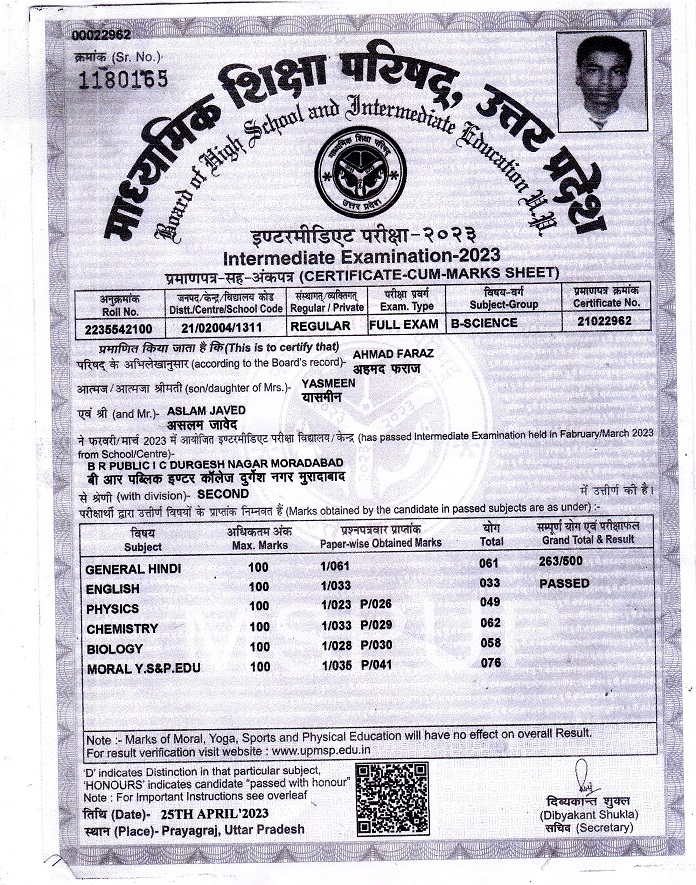 00022962
क्रमांक (Sr. No.)
1180165
माध्यमिक शिक्षा परिषद्, उत्तर प्रदेश
Board of High School and Intermediate Education U.P.
माध्यमिक शिक्षा परिषद
उत्तर प्रदेश
इण्टरमीडिएट परीक्षा-२०२३
Intermediate Examination-2023
प्रमाणपत्र-सह-अंकपत्र (CERTIFICATE-CUM-MARKS SHEET)
अनुक्रमांक जनपद/केन्द्र/विद्यालय कोड संस्थागत/व्यक्तिगत परीक्षा प्रवर्ग विषय-वर्ग प्रमाणपत्र क्रमांक
Roll No. Distt./Centre/School Code Regular / Private Exam. Type Subject-Group Certificate No.
2235542100 21/02004/1311 REGULAR FULL EXAM B-SCIENCE 21022962
प्रमाणित किया जाता है कि(This is to certify that)
परिषद के अभिलेखानुसार (according to the Board's record)- AHMAD FARAZ
अहमद फराज
आत्मज/आत्मजा श्रीमती (son/daughter of Mrs.)- YASMEEN
यासमीन
एवं श्री (and Mr.)- ASLAM JAVED
असलम जावेद
ने फरवरी/मार्च 2023 में आयोजित इण्टरमीडिएट परीक्षा विद्यालय/केन्द्र (has passed Intermediate Examination held in Fabruary/March 2023
from School/Centre)-
B R PUBLIC I C DURGESH NAGAR MORADABAD
बी आर पब्लिक इण्टर कॉलेज दुर्गेश नगर मुरादाबाद
से श्रेणी (with division)- SECOND में उत्तीर्ण की है।
परीक्षार्थी द्वारा उत्तीर्ण विषयों के प्राप्तांक निम्नवत हैं (Marks obtained by the candidate in passed subjects are as under) :-
विषय अधिकतम अंक प्रश्नपत्रवार प्राप्तांक योग सम्पूर्ण योग एवं परीक्षाफल
Subject Max. Marks Paper-wise Obtained Marks Total Grand Total & Result
GENERAL HINDI 100 1/061 061 263/500
ENGLISH 100 1/033 033 PASSED
PHYSICS 100 1/023 P/026 049
CHEMISTRY 100 1/033 P/029 062
BIOLOGY 100 1/028 P/030 058
MORAL Y.S&P.EDU 100 1/035 P/041 076
Note :- Marks of Moral, Yoga, Sports and Physical Education will have no effect on overall Result.
For result verification visit website : www.upmsp.edu.in
'D' indicates Distinction in that particular subject,
'HONOURS' indicates candidate "passed with honour"
Note : For Important Instructions see overleaf
तिथि (Date)- 25TH APRIL'2023
स्थान (Place)- Prayagraj, Uttar Pradesh
दिब्यकान्त शुक्ल
(Dibyakant Shukla)
सचिव (Secretary)